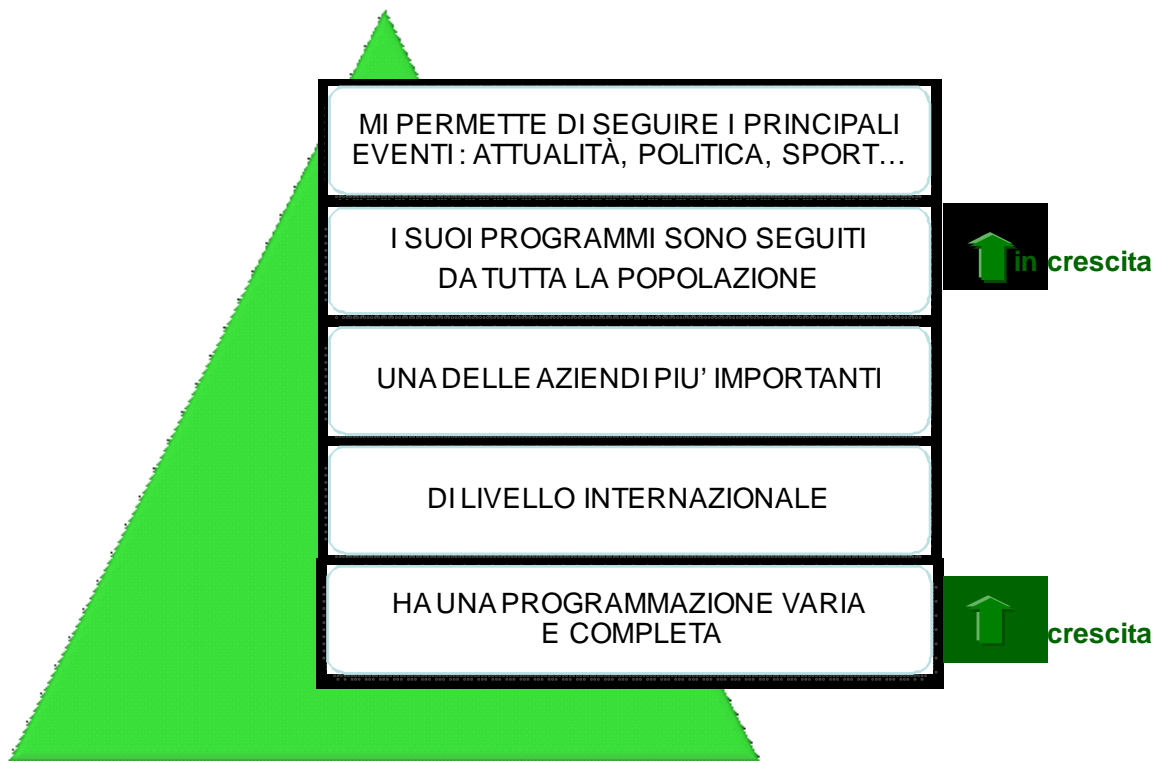 MI PERMETTE DI SEGUIRE I PRINCIPALI
EVENTI : ATTUALITÀ, POLITICA, SPORT…
I SUOI PROGRAMMI SONO SEGUITI
DA TUTTA LA POPOLAZIONE
in crescita
UNA DELLE AZIENDI PIU’ IMPORTANTI
DI LIVELLO INTERNAZIONALE
HA UNA PROGRAMMAZIONE VARIA
E COMPLETA
crescita